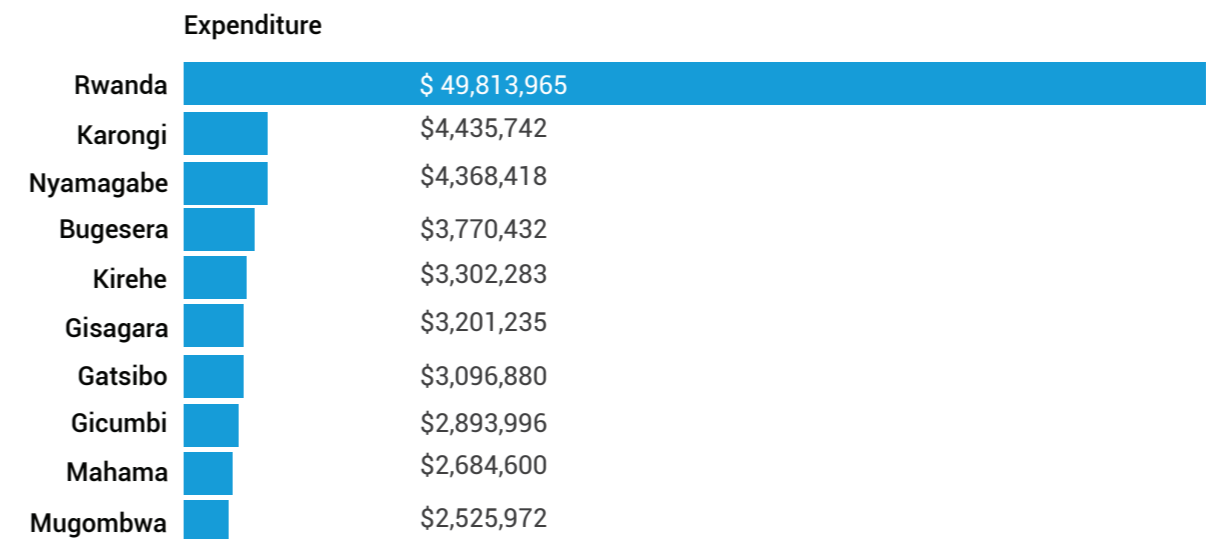 Expenditure
Rwanda $ 49,813,965
Karongi $4,435,742
Nyamagabe $4,368,418
Bugesera $3,770,432
Kirehe $3,302,283
Gisagara $3,201,235
Gatsibo $3,096,880
Gicumbi $2,893,996
Mahama $2,684,600
Mugombwa $2,525,972